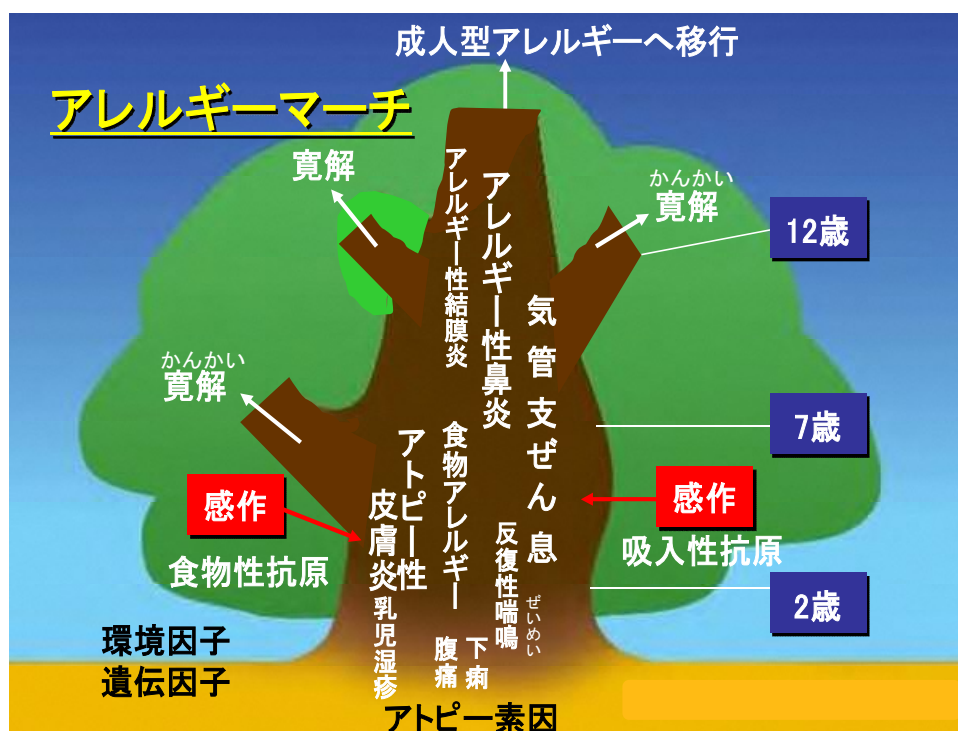 成人型アレルギーへ移行
アレルギーマーチ
寛解
かんかい
寛解
12歳
アレルギー性結膜炎
アレルギー性鼻炎
気管支ぜん息
かんかい
寛解
7歳
食物アレルギー
アトピー性
皮膚炎
感作
食物性抗原
感作
吸入性抗原
反復性喘鳴
ぜいめい
2歳
乳児湿疹
腹痛
下痢
環境因子
遺伝因子
アトピー素因